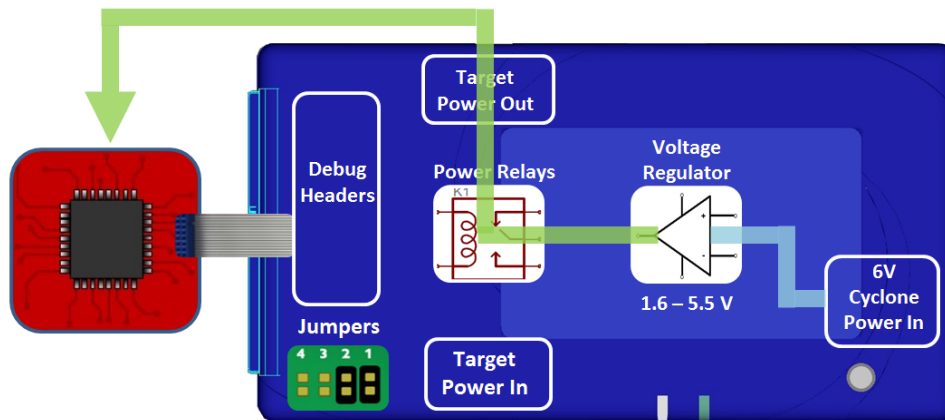 Target
Power Out
Debug
Headers
Power Relays
K1
Voltage
Regulator
1.6 – 5.5 V
6V
Cyclone
Power In
Jumpers
4 3 2 1
Target
Power In